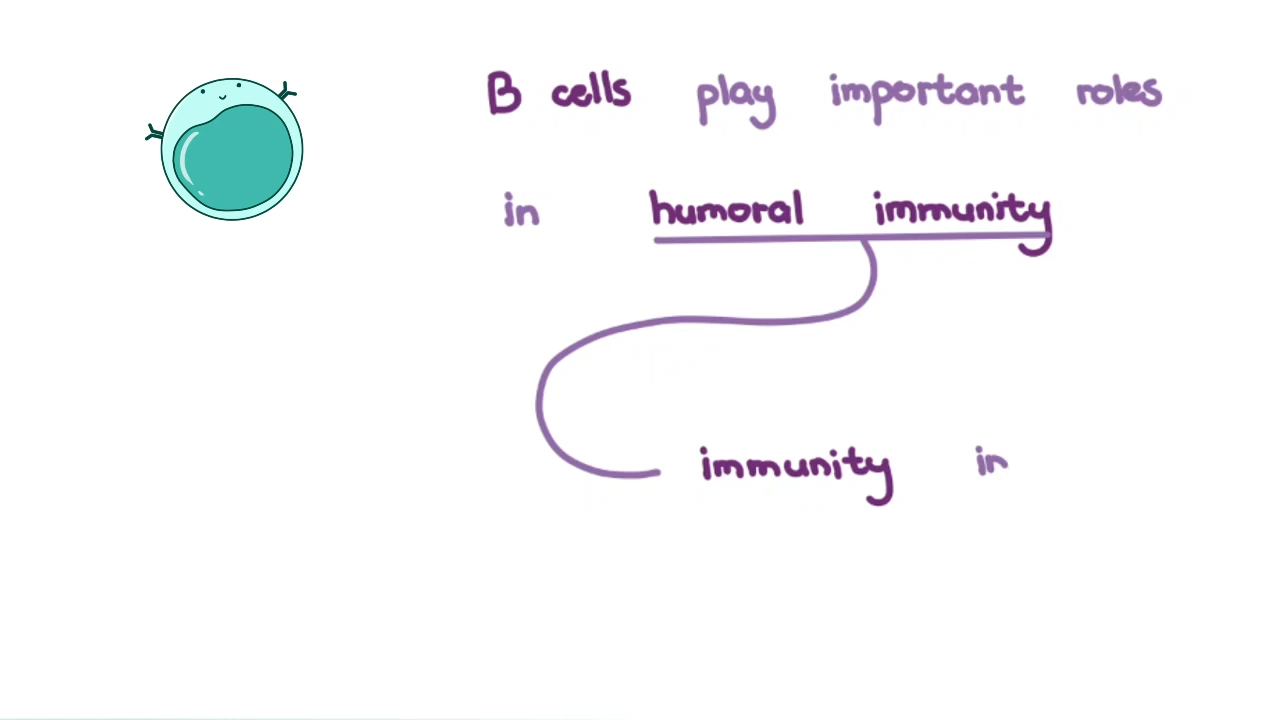 B cells play important roles
in humoral immunity
immunity in